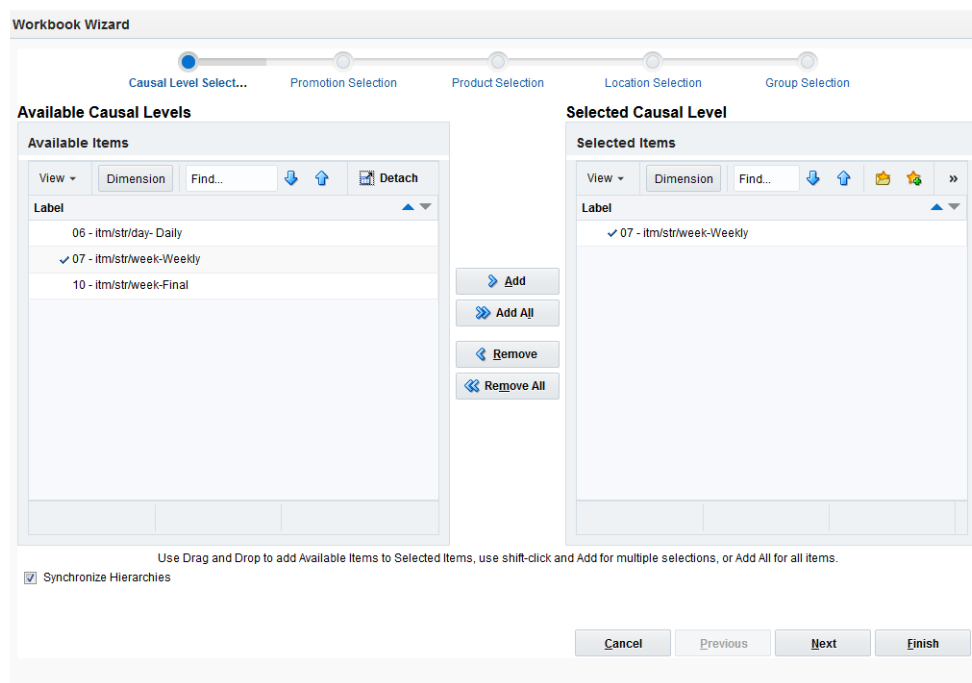 Workbook Wizard
Causal Level Select... Promotion Selection Product Selection Location Selection Group Selection
Available Causal Levels
Available Items
View Dimension Find... Detach
Label
06 - itm/str/day- Daily
07 - itm/str/week-Weekly
10 - itm/str/week-Final
Add
Add All
Remove
Remove All
Selected Causal Level
Selected Items
View Dimension Find... »
Label
07 - itm/str/week-Weekly
Use Drag and Drop to add Available Items to Selected Items, use shift-click and Add for multiple selections, or Add All for all items.
Synchronize Hierarchies
Cancel Previous Next Finish